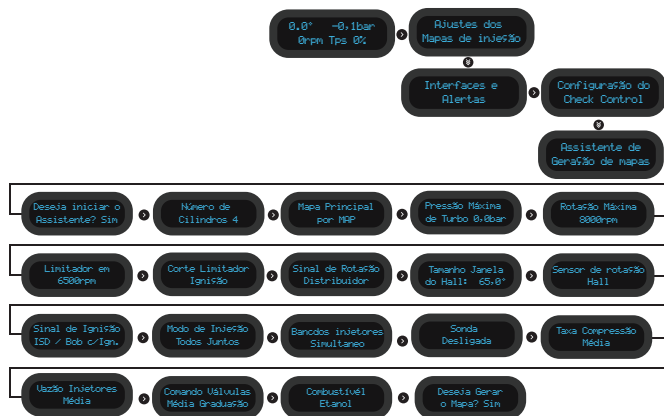 0.0° -0,1bar
0rpm Tps 0%
Ajustes dos
Mapas de injeção
Interfaces e
Alertas
Configuração do
Check Control
Assistente de
Geração de mapas
Deseja iniciar o
Assistente? Sim
Número de
Cilindros 4
Mapa Principal
por MAP
Pressão Máxima
de Turbo 0,0bar
Rotação Máxima
8000rpm
Limitador em
6500rpm
Corte Limitador
Ignição
Sinal de Rotação
Distribuidor
Tamanho Janela
do Hall: 65,0°
Sensor de rotação
Hall
Sinal de Ignição
ISD / Bob c/Ign.
Modo de Injeção
Todos Juntos
Bancdos injetores
Simultaneo
Sonda
Desligada
Taxa Compressão
Média
Vazão Injetores
Média
Comando Válvulas
Média Graduação
Combustívél
Etanol
Deseja Gerar
o Mapa? Sim